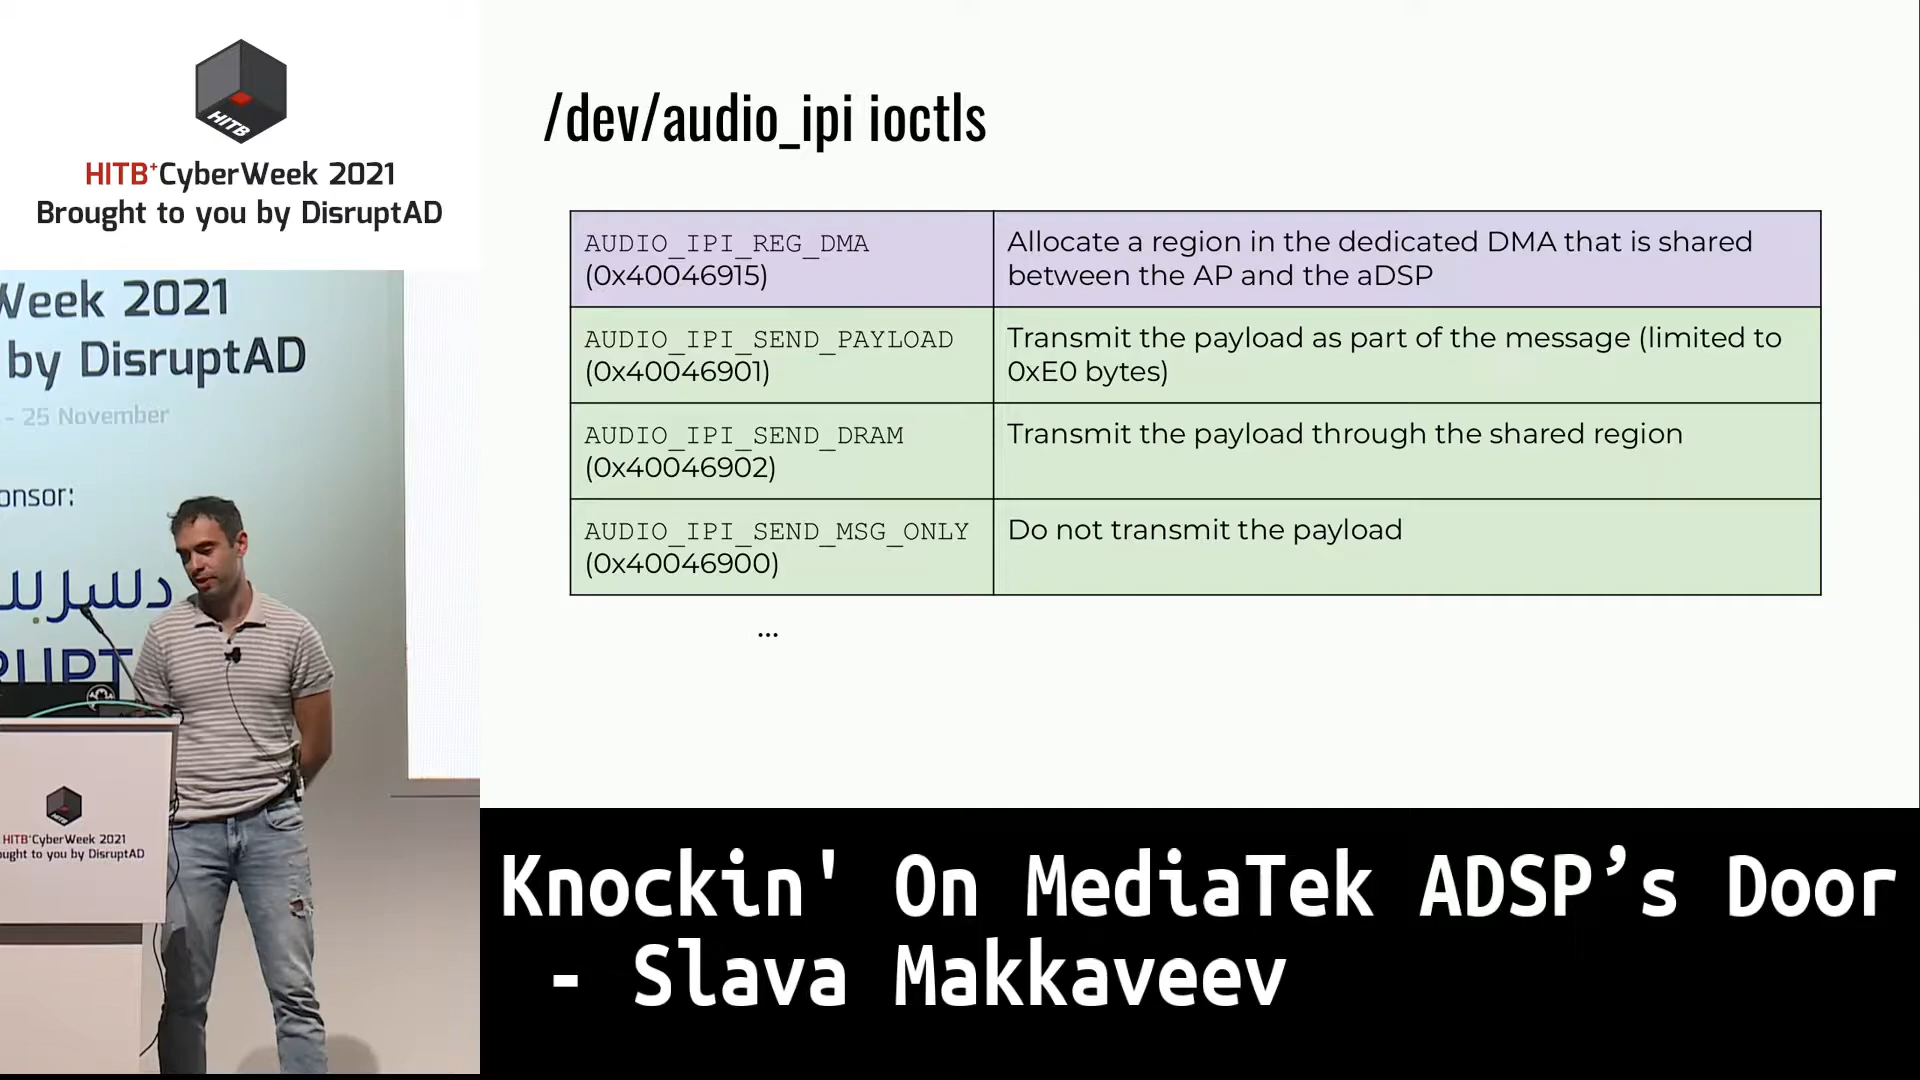 HITB
HITB+CyberWeek 2021
Brought to you by DisruptAD
Week 2021
by DisruptAD
- 25 November
onsor:
RUPT
HITB
HITB+CyberWeek 2021
ought to you by DisruptAD
/dev/audio_ipi ioctls
AUDIO_IPI_REG_DMA
(0x40046915)
Allocate a region in the dedicated DMA that is shared
between the AP and the aDSP
AUDIO_IPI_SEND_PAYLOAD
(0x40046901)
Transmit the payload as part of the message (limited to
0xE0 bytes)
AUDIO_IPI_SEND_DRAM
(0x40046902)
Transmit the payload through the shared region
AUDIO_IPI_SEND_MSG_ONLY
(0x40046900)
Do not transmit the payload
...
Knockin' On MediaTek ADSP’s Door
- Slava Makkaveev